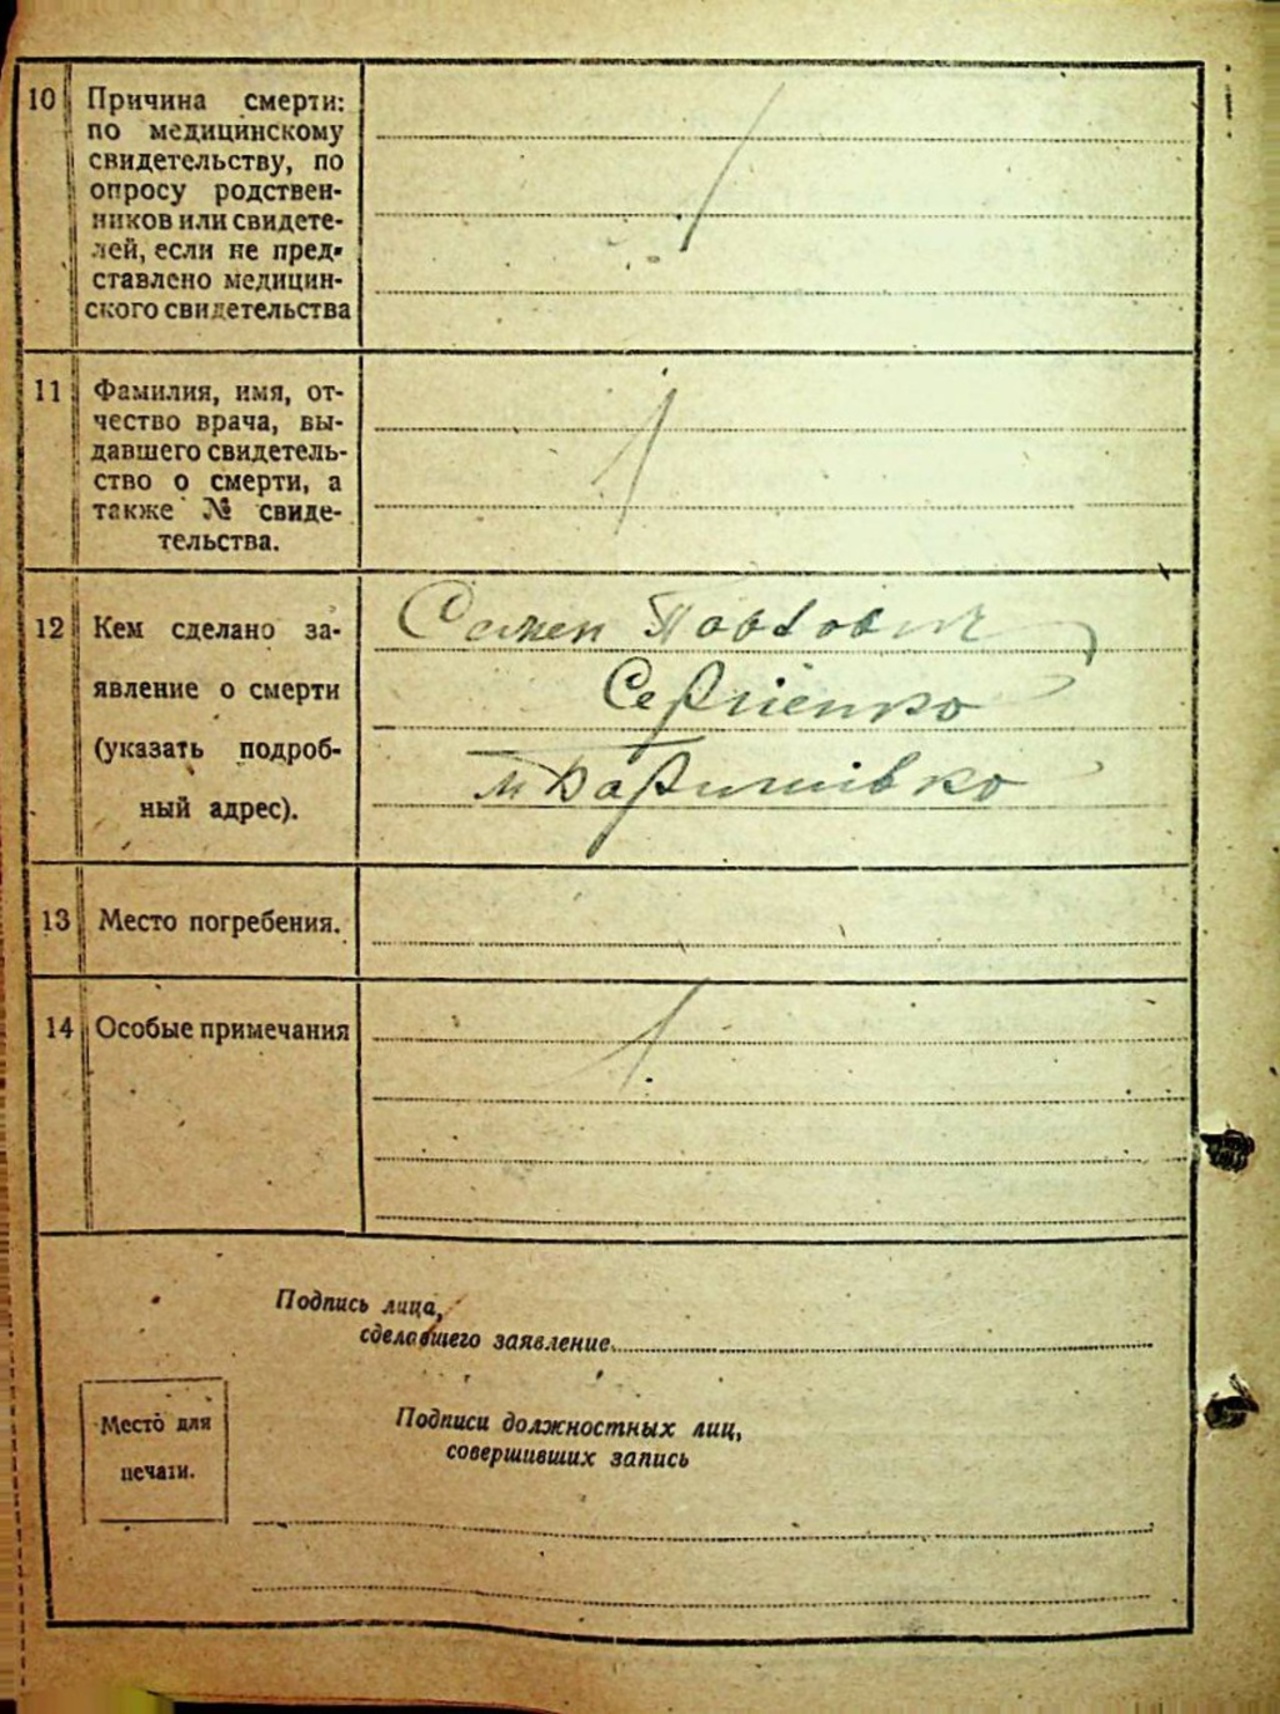 10 Причина смерти:
по медицинскому
свидетельству, по
опросу родствен-
ников или свидете-
лей, если не пред-
ставлено медицин-
ского свидетельства
11 Фамилия, имя, от-
чество врача, вы-
давшего свидетель-
ство о смерти, а
также № свиде-
тельства.
12 Кем сделано за-
явление о смерти
(указать подроб-
ный адрес).
Семен Павлович
Сергіенко
м Баришівка
13 Место погребения.
14 Особые примечания
Подпись лица,
сделавшего заявление
Место для
печати.
Подписи должностных лиц,
совершивших запись